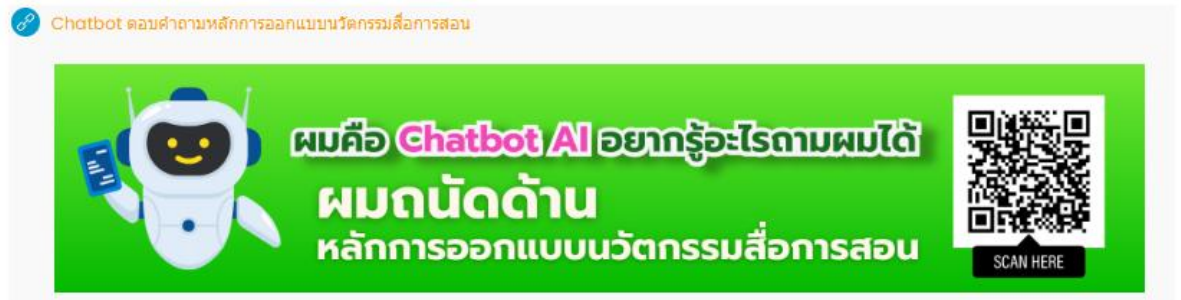 Chatbot ตอบคำถามหลักการออกแบบนวัตกรรมสื่อการสอน
ผมคือ Chatbot AI อยากรู้อะไรถามผมได้
ผมถนัดด้าน
หลักการออกแบบนวัตกรรมสื่อการสอน
SCAN HERE